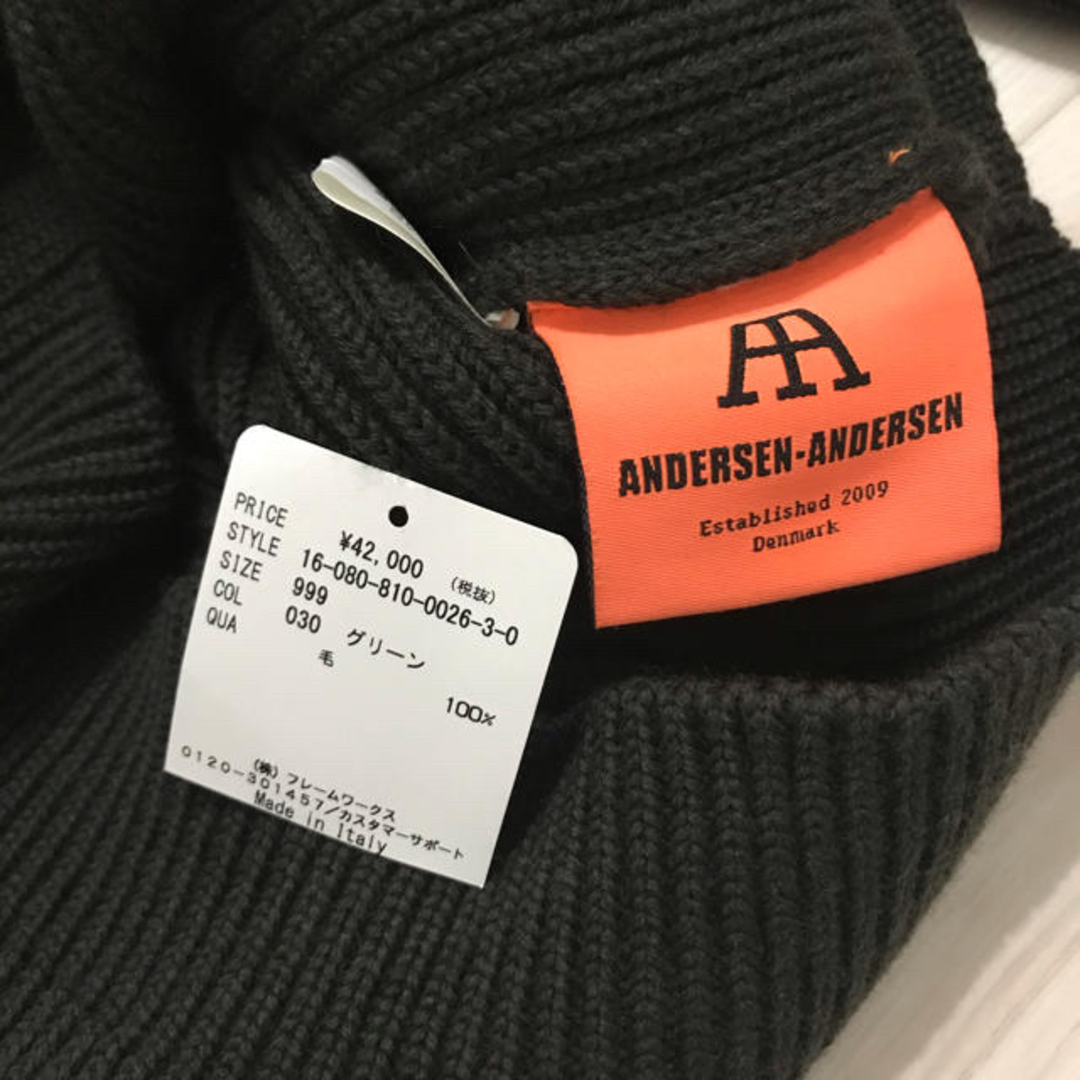 PRICE ¥42,000 (税抜)
STYLE 16-080-810-0026-3-0
SIZE 999
COL 030 グリーン
QUA 毛
100%
(株)フレームワークス
0120-301457/カスタマーサポート
Made in Italy
AA
ANDERSEN-ANDERSEN
Established 2009
Denmark